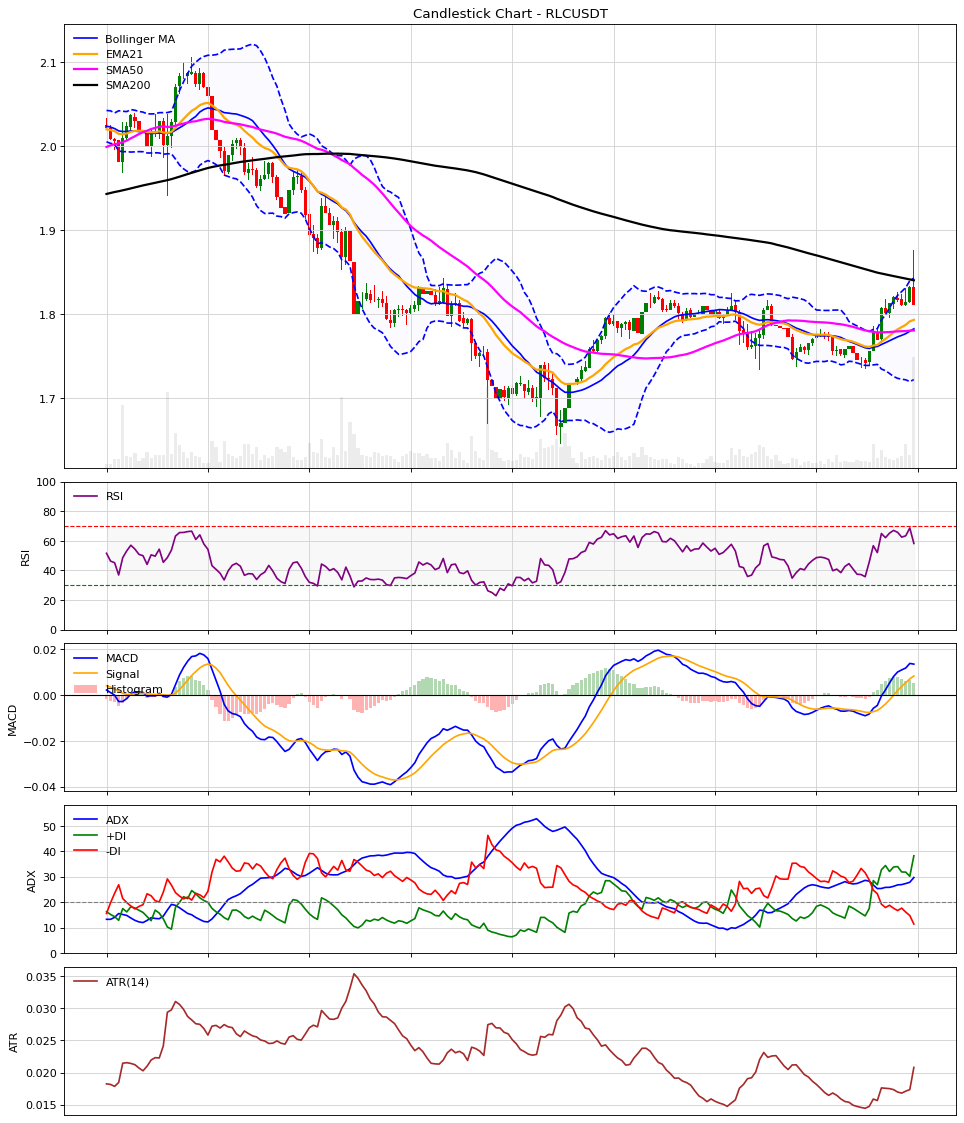 Candlestick Chart - RLCUSDT
Bollinger MA
EMA21
SMA50
SMA200
2.1
2.0
1.9
1.8
1.7
RSI
RSI
100
80
60
40
20
0
MACD
Signal
Histogram
MACD
0.02
0.00
−0.02
−0.04
ADX
+DI
-DI
ADX
50
40
30
20
10
0
ATR(14)
ATR
0.035
0.030
0.025
0.020
0.015